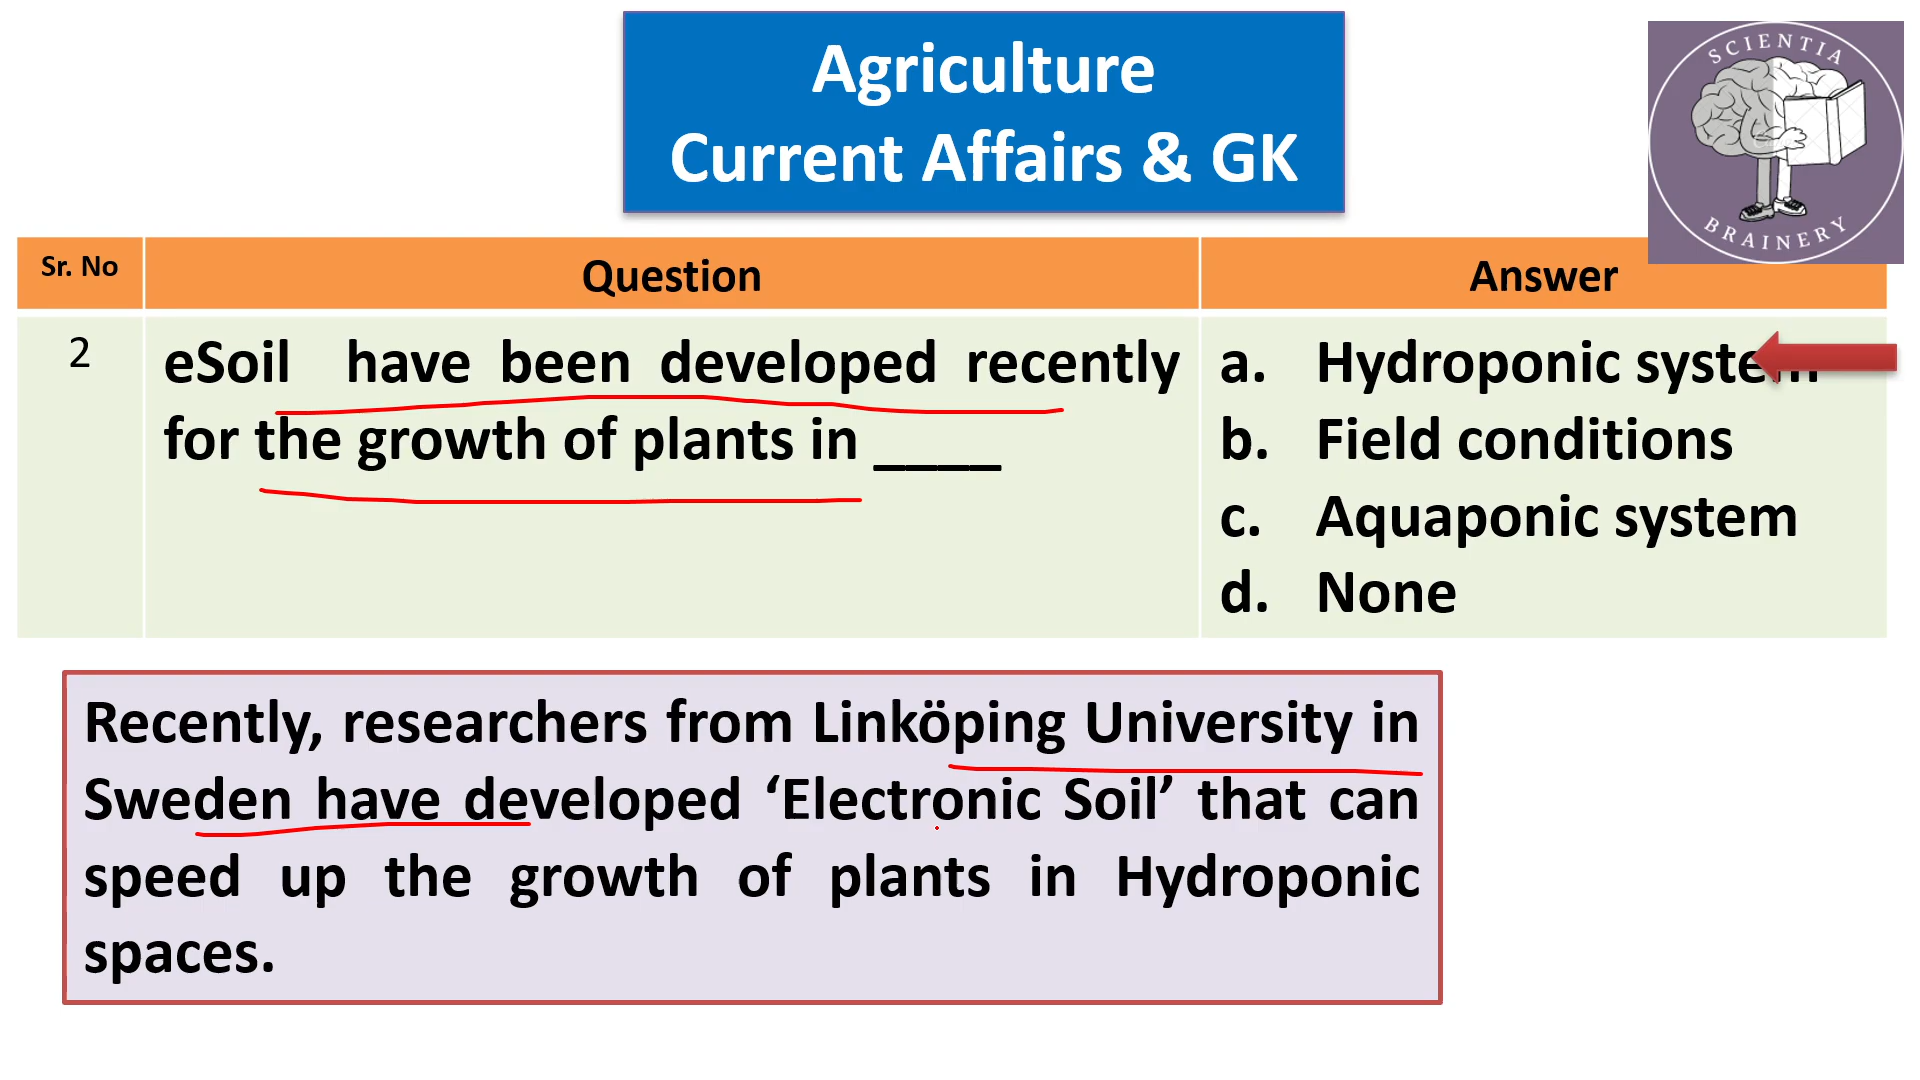 Agriculture
Current Affairs & GK
SCIENTIA
BRAINERY
Sr. No
Question
Answer
2
eSoil have been developed recently
for the growth of plants in ____
a. Hydroponic system
b. Field conditions
c. Aquaponic system
d. None
Recently, researchers from Linköping University in
Sweden have developed ‘Electronic Soil’ that can
speed up the growth of plants in Hydroponic
spaces.